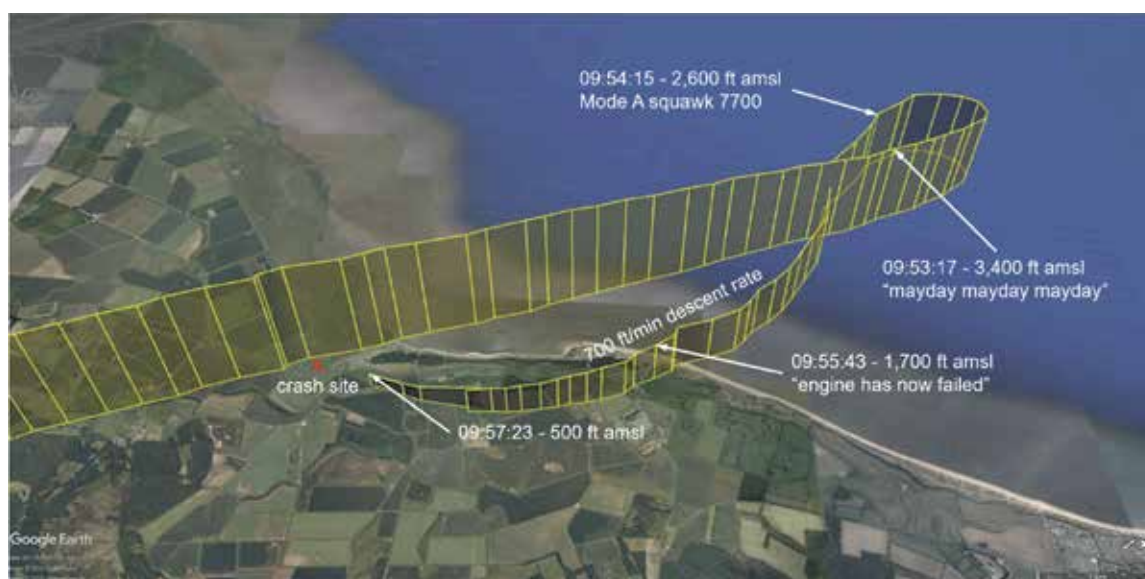 09:54:15 - 2,600 ft amsl
Mode A squawk 7700
09:53:17 - 3,400 ft amsl
“mayday mayday mayday”
700 ft/min descent rate
09:55:43 - 1,700 ft amsl
“engine has now failed”
crash site
09:57:23 - 500 ft amsl
Google Earth